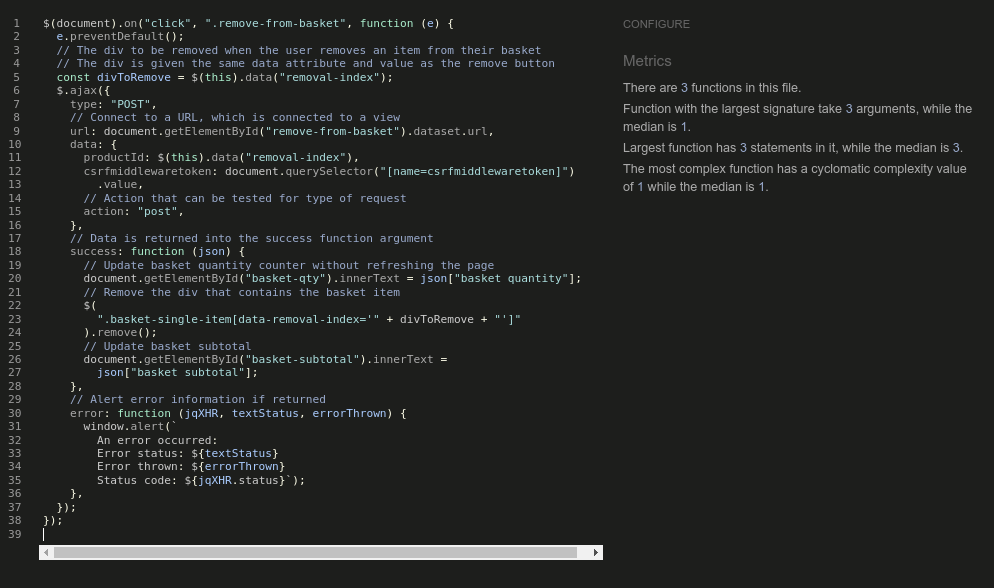 1 $(document).on("click", ".remove-from-basket", function (e) {
2 e.preventDefault();
3 // The div to be removed when the user removes an item from their basket
4 // The div is given the same data attribute and value as the remove button
5 const divToRemove = $(this).data("removal-index");
6 $.ajax({
7 type: "POST",
8 // Connect to a URL, which is connected to a view
9 url: document.getElementById("remove-from-basket").dataset.url,
10 data: {
11 productId: $(this).data("removal-index"),
12 csrfmiddlewaretoken: document.querySelector("[name=csrfmiddlewaretoken]")
13 .value,
14 // Action that can be tested for type of request
15 action: "post",
16 },
17 // Data is returned into the success function argument
18 success: function (json) {
19 // Update basket quantity counter without refreshing the page
20 document.getElementById("basket-qty").innerText = json["basket quantity"];
21 // Remove the div that contains the basket item
22 $(
23 ".basket-single-item[data-removal-index='" + divToRemove + "']"
24 ).remove();
25 // Update basket subtotal
26 document.getElementById("basket-subtotal").innerText =
27 json["basket subtotal"];
28 },
29 // Alert error information if returned
30 error: function (jqXHR, textStatus, errorThrown) {
31 window.alert(`
32 An error occurred:
33 Error status: ${textStatus}
34 Error thrown: ${errorThrown}
35 Status code: ${jqXHR.status}`);
36 },
37 });
38 });
39
CONFIGURE
Metrics
There are 3 functions in this file.
Function with the largest signature take 3 arguments, while the
median is 1.
Largest function has 3 statements in it, while the median is 3.
The most complex function has a cyclomatic complexity value
of 1 while the median is 1.